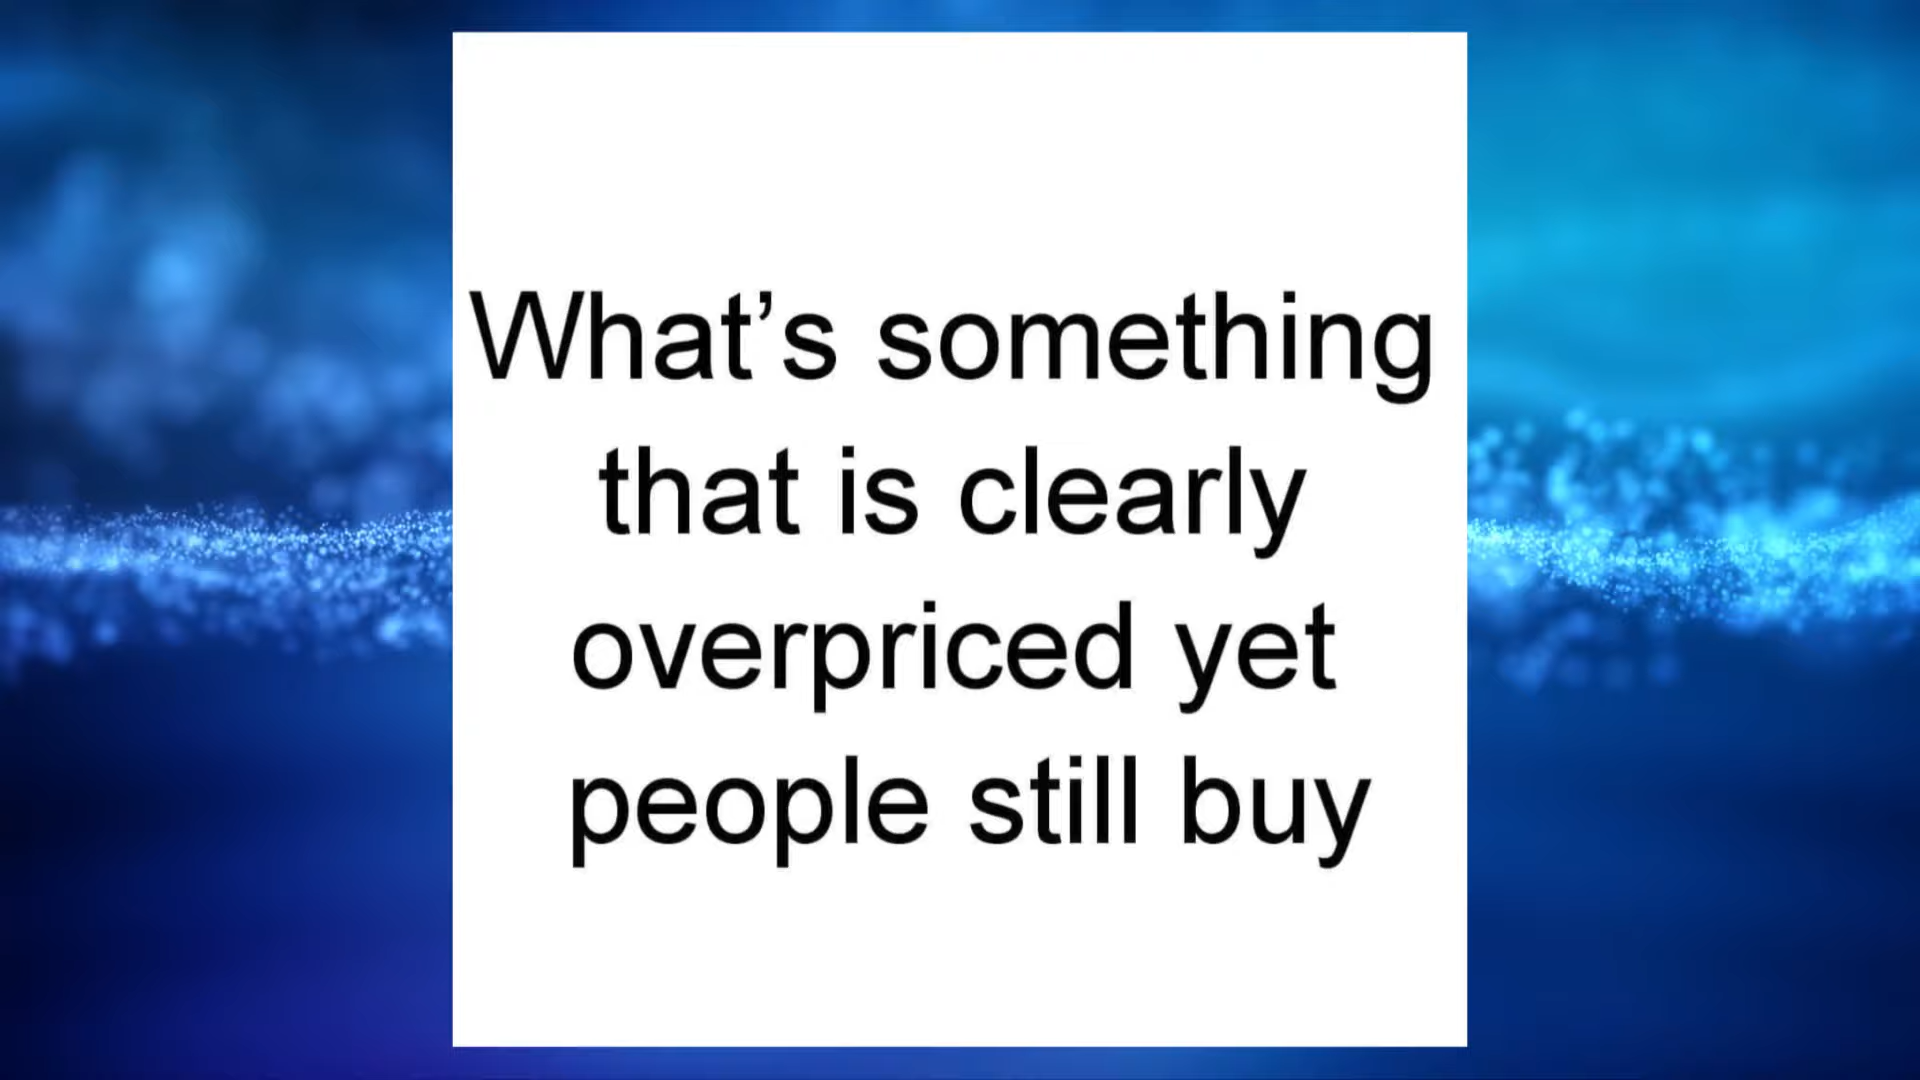 What’s something
that is clearly
overpriced yet
people still buy